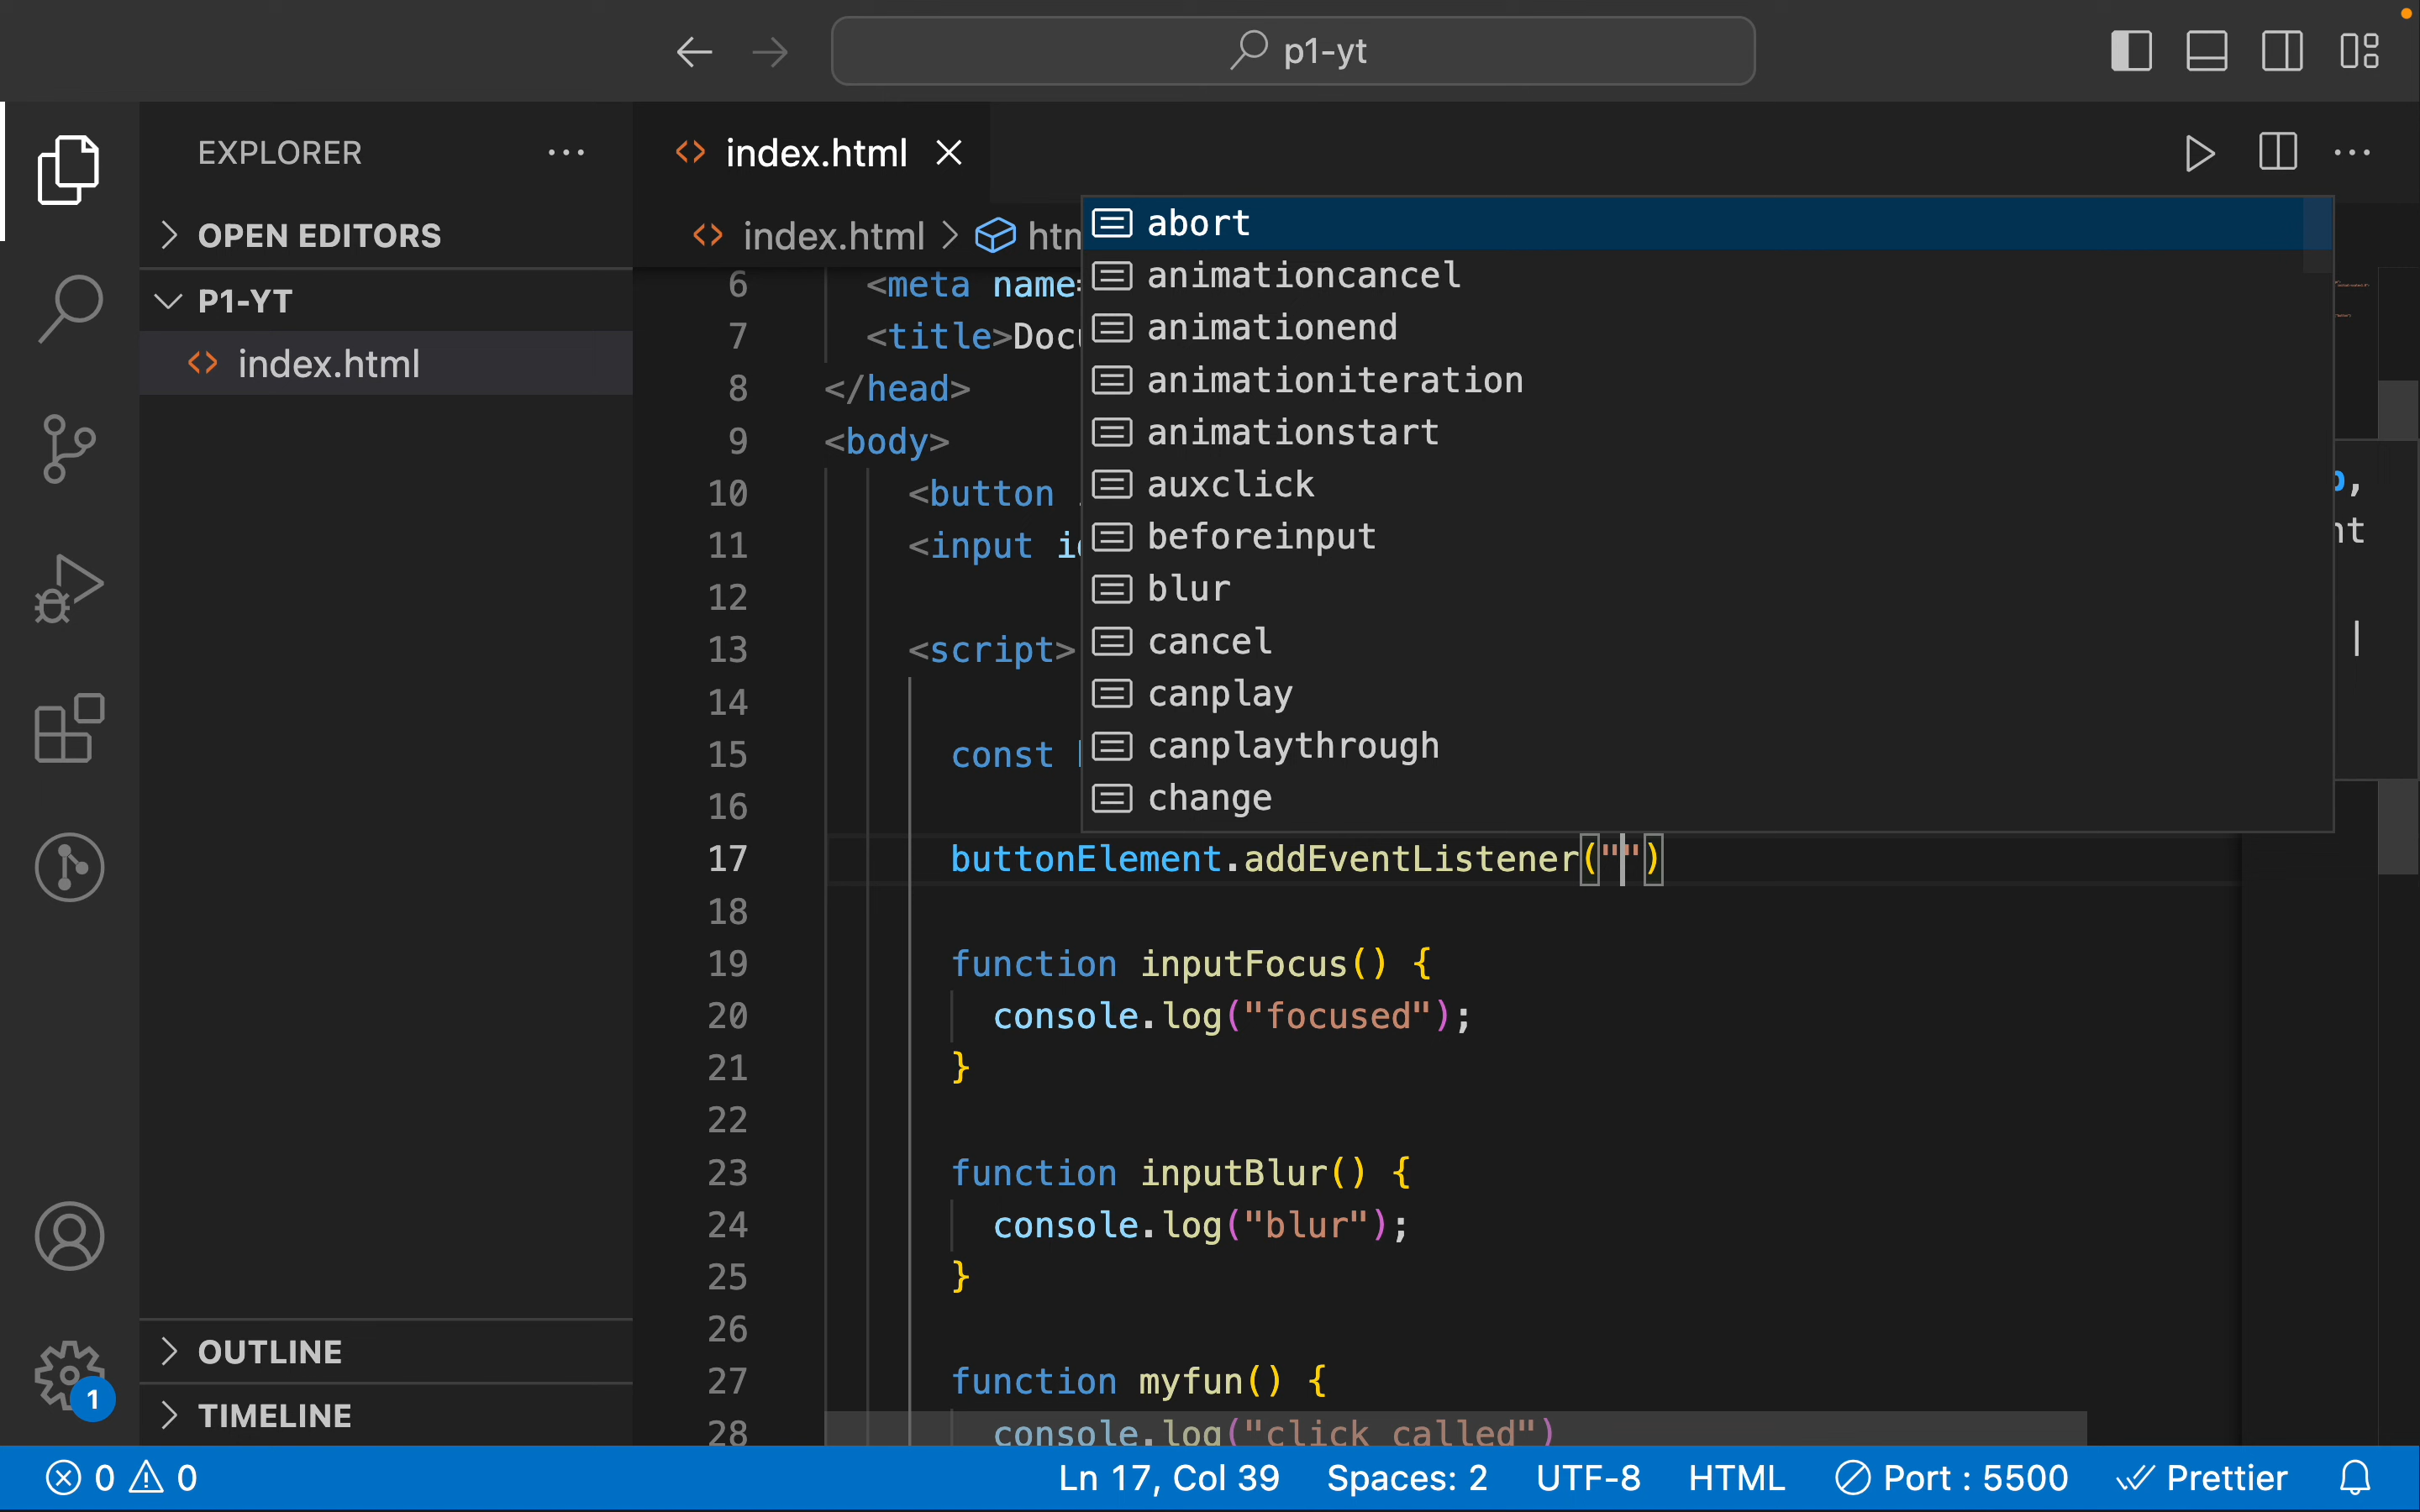 p1-yt
EXPLORER
OPEN EDITORS
P1-YT
index.html
OUTLINE
TIMELINE
1
index.html
index.html
6 <meta name=
7 <title>
8 </head>
9 <body>
10 <button
11 <input
12
13 <script>
14
15 const
16
17 buttonElement.addEventListener("")
18
19 function inputFocus() {
20 console.log("focused");
21 }
22
23 function inputBlur() {
24 console.log("blur");
25 }
26
27 function myfun() {
28 console.log("click called")
abort
animationcancel
animationend
animationiteration
animationstart
auxclick
beforeinput
blur
cancel
canplay
canplaythrough
change
0 0
Ln 17, Col 39 Spaces: 2 UTF-8 HTML Port : 5500 Prettier